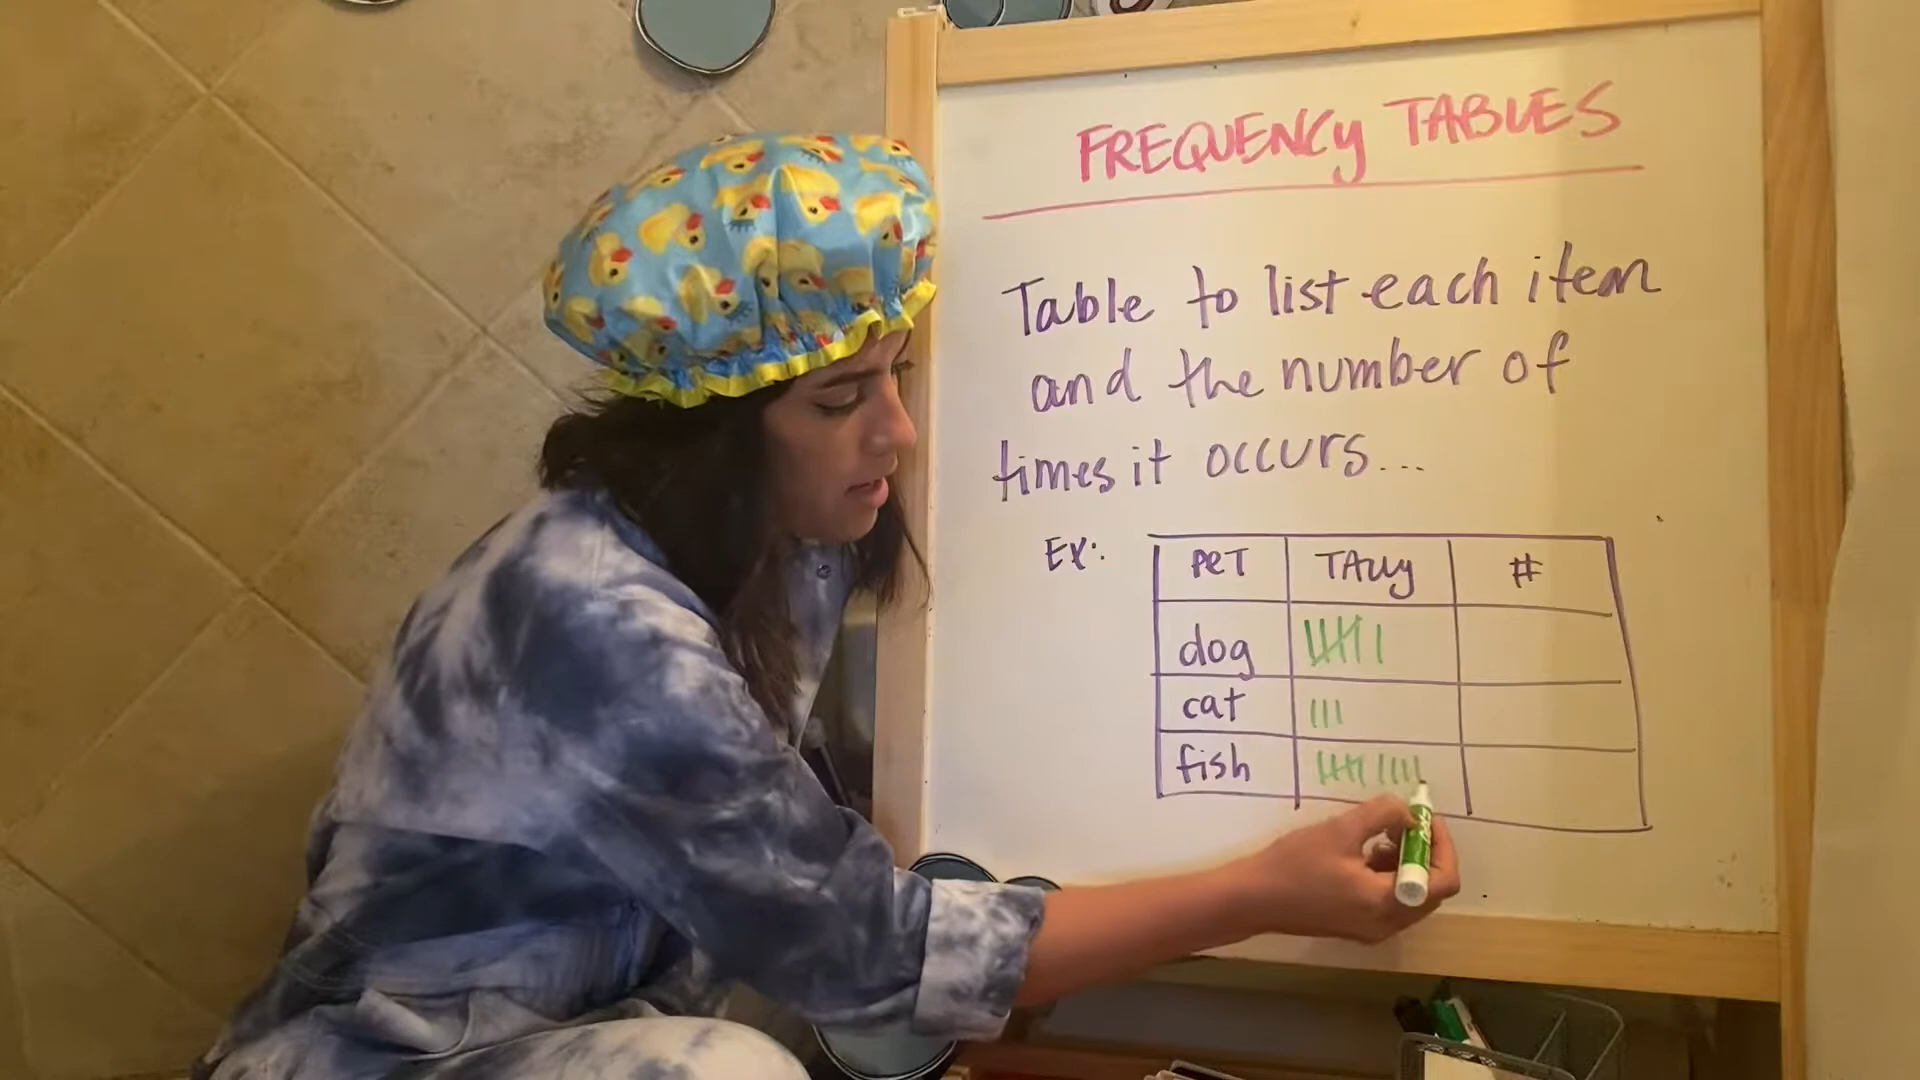 FREQUENCY TABLES
Table to list each item
and the number of
times it occurs...
Ex:
PET TAlly #
dog
cat
fish